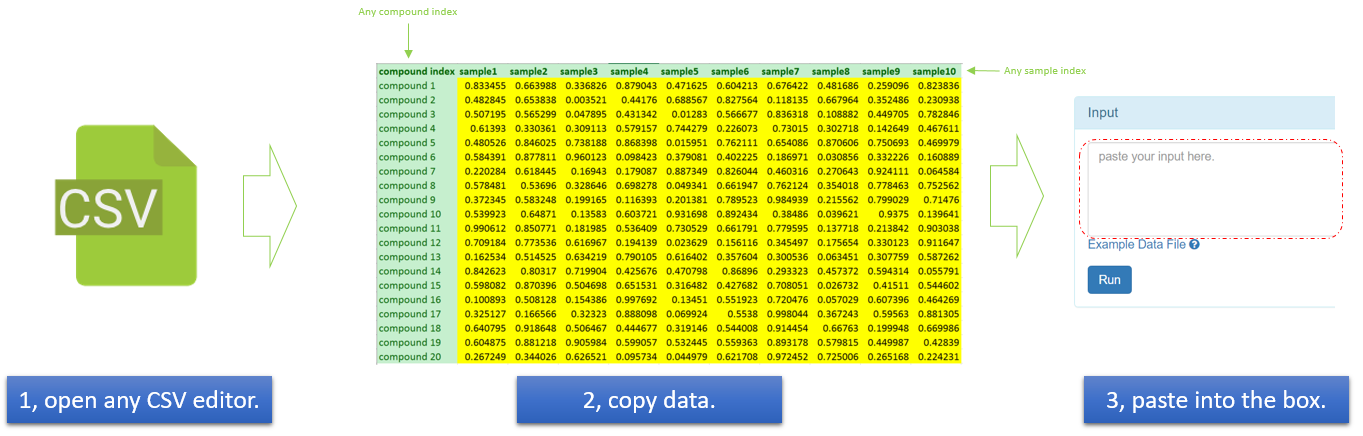 Any compound index
compound index sample1 sample2 sample3 sample4 sample5 sample6 sample7 sample8 sample9 sample10
Any sample index
compound 1 0.833455 0.663988 0.336826 0.879043 0.471625 0.604213 0.676422 0.481686 0.259096 0.823836
compound 2 0.482845 0.653838 0.003521 0.44176 0.688567 0.827564 0.118135 0.667964 0.352486 0.230938
compound 3 0.507195 0.565299 0.047895 0.431342 0.01283 0.566677 0.836318 0.108882 0.449705 0.782846
compound 4 0.61393 0.330361 0.309113 0.579157 0.744279 0.226073 0.73015 0.302718 0.142649 0.467611
compound 5 0.480526 0.846025 0.738188 0.868398 0.015951 0.762111 0.654086 0.870606 0.750693 0.469979
compound 6 0.584391 0.877811 0.960123 0.098423 0.379081 0.402225 0.186971 0.030856 0.332226 0.160889
compound 7 0.220284 0.618445 0.16943 0.179087 0.887349 0.826044 0.460316 0.270643 0.924111 0.064584
compound 8 0.578481 0.53696 0.328646 0.698278 0.049341 0.661947 0.762124 0.354018 0.778463 0.752562
compound 9 0.372345 0.583248 0.199165 0.116393 0.201381 0.789523 0.984939 0.215562 0.799029 0.71476
compound 10 0.539923 0.64871 0.13583 0.603721 0.931698 0.892434 0.38486 0.039621 0.9375 0.139641
compound 11 0.990612 0.850771 0.181985 0.536409 0.730529 0.661791 0.779595 0.137718 0.213842 0.903038
compound 12 0.709184 0.773536 0.616967 0.194139 0.023629 0.156116 0.345497 0.175654 0.330123 0.911647
compound 13 0.162534 0.514525 0.634219 0.790105 0.616402 0.357604 0.300536 0.063451 0.307759 0.587262
compound 14 0.842623 0.80317 0.719904 0.425676 0.470798 0.86896 0.293323 0.457372 0.594314 0.055791
compound 15 0.598082 0.870396 0.504698 0.651531 0.316482 0.427682 0.708051 0.026732 0.41511 0.544602
compound 16 0.100893 0.508128 0.154386 0.997692 0.13451 0.551923 0.720476 0.057029 0.607396 0.464269
compound 17 0.325127 0.166566 0.32323 0.888098 0.069924 0.5538 0.998044 0.367243 0.59563 0.881305
compound 18 0.640795 0.918648 0.506467 0.444677 0.319146 0.544008 0.914454 0.66763 0.199948 0.669986
compound 19 0.604875 0.881218 0.905984 0.599057 0.532445 0.559363 0.893178 0.579815 0.449987 0.42839
compound 20 0.267249 0.344026 0.626521 0.095734 0.044979 0.621708 0.972452 0.725006 0.265168 0.224231
CSV
Input
paste your input here.
Example Data File ?
Run
1, open any CSV editor.
2, copy data.
3, paste into the box.